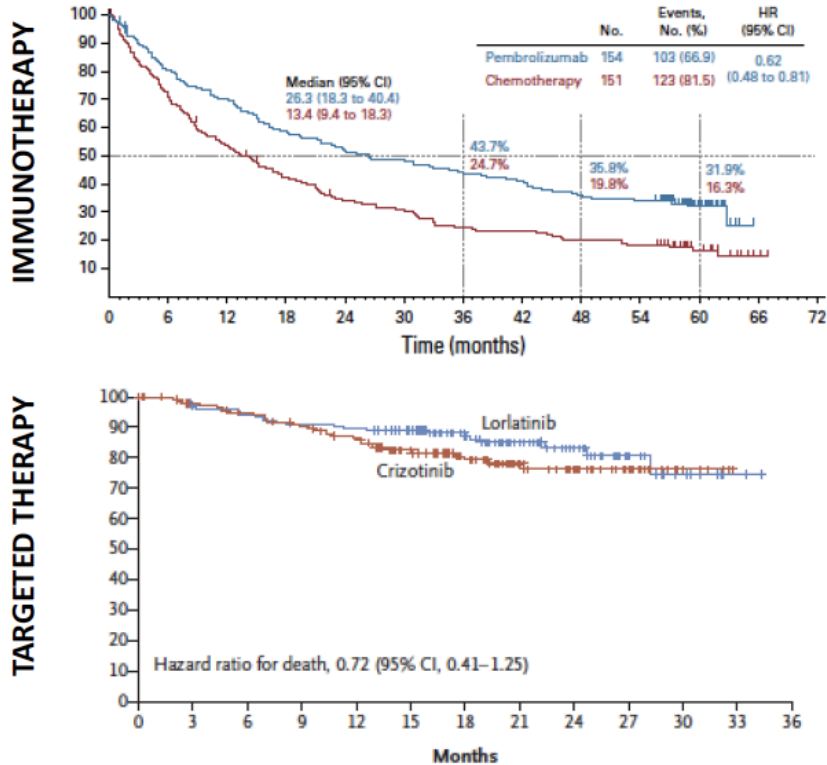 IMMUNOTHERAPY
Events, HR
No. No. (%) (95% CI)
Pembrolizumab 154 103 (66.9) 0.62
Chemotherapy 151 123 (81.5) (0.48 to 0.81)
Median (95% CI)
26.3 (18.3 to 40.4)
13.4 (9.4 to 18.3)
43.7%
24.7%
35.8%
19.8%
31.9%
16.3%
100
90
80
70
60
50
40
30
20
10
0 6 12 18 24 30 36 42 48 54 60 66 72
Time (months)
TARGETED THERAPY
100
90
80
70
60
50
40
30
20
10
0
Lorlatinib
Crizotinib
Hazard ratio for death, 0.72 (95% CI, 0.41–1.25)
0 3 6 9 12 15 18 21 24 27 30 33 36
Months